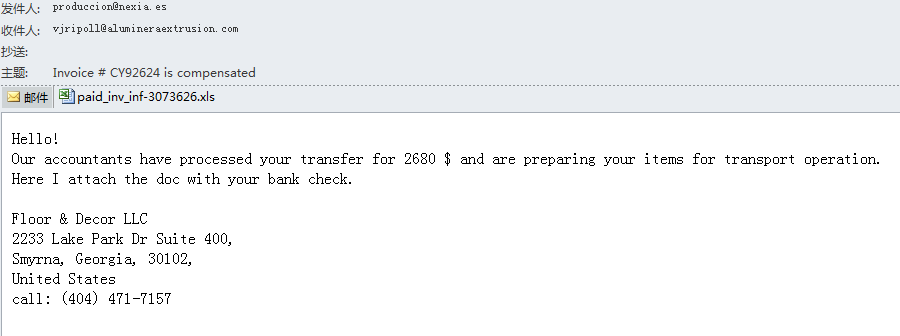 发件人: produccion@nexia.es
收件人: vjripoll@alumineraextrusion.com
抄送:
主题: Invoice # CY92624 is compensated
邮件 paid_inv_inf-3073626.xls
Hello!
Our accountants have processed your transfer for 2680 $ and are preparing your items for transport operation.
Here I attach the doc with your bank check.
Floor & Decor LLC
2233 Lake Park Dr Suite 400,
Smyrna, Georgia, 30102,
United States
call: (404) 471-7157